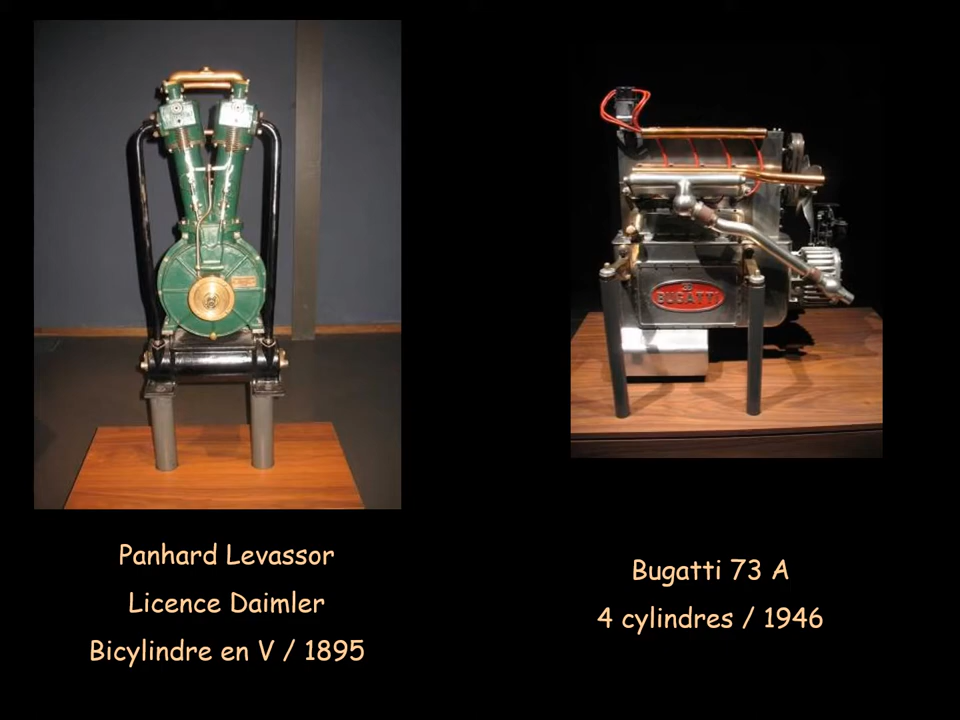 BUGATTI
Panhard Levassor
Licence Daimler
Bicylindre en V / 1895
Bugatti 73 A
4 cylindres / 1946